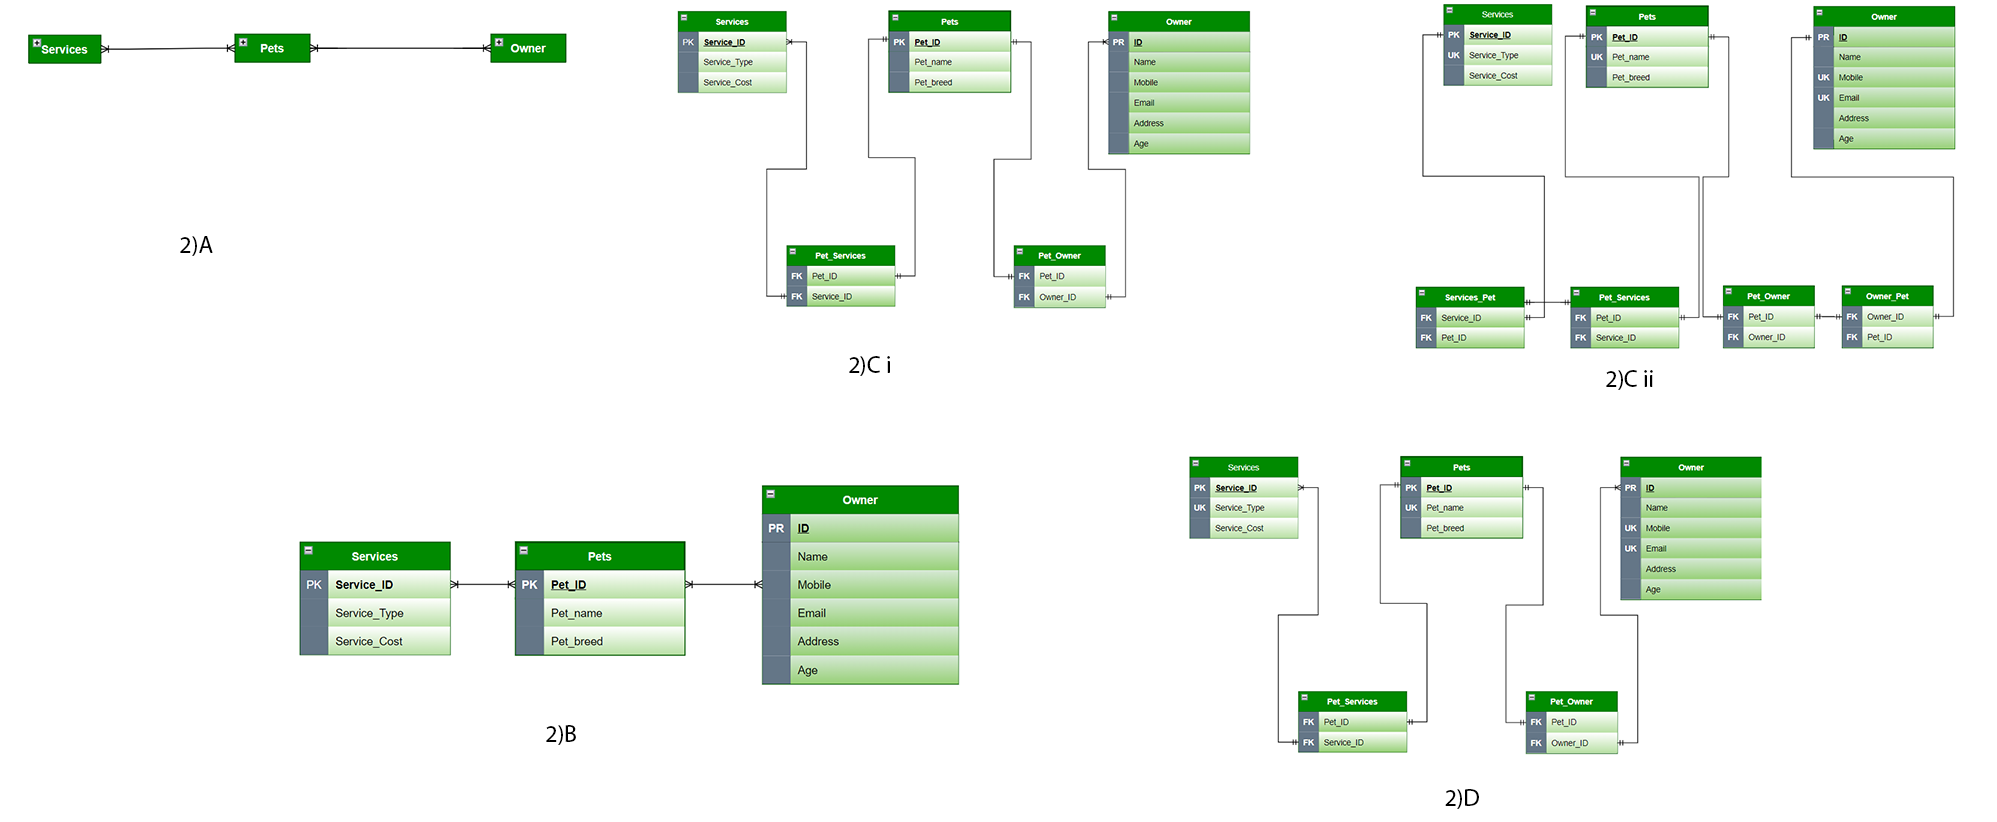 Services
Pets
Owner
2)A
Services
PK Service_ID
Service_Type
Service_Cost
Pets
PK Pet_ID
Pet_name
Pet_breed
Owner
PR ID
Name
Mobile
Email
Address
Age
Pet_Services
FK Pet_ID
FK Service_ID
Pet_Owner
FK Pet_ID
FK Owner_ID
2)C i
Services
PK Service_ID
UK Service_Type
Service_Cost
Pets
PK Pet_ID
UK Pet_name
Pet_breed
Owner
PR ID
Name
UK Mobile
UK Email
Address
Age
Services_Pet
FK Service_ID
FK Pet_ID
Pet_Services
FK Pet_ID
FK Service_ID
Pet_Owner
FK Pet_ID
FK Owner_ID
Owner_Pet
FK Owner_ID
FK Pet_ID
2)C ii
Services
PK Service_ID
Service_Type
Service_Cost
Pets
PK Pet_ID
Pet_name
Pet_breed
Owner
PR ID
Name
Mobile
Email
Address
Age
2)B
Services
PK Service_ID
UK Service_Type
Service_Cost
Pets
PK Pet_ID
UK Pet_name
Pet_breed
Owner
PR ID
Name
UK Mobile
UK Email
Address
Age
Pet_Services
FK Pet_ID
FK Service_ID
Pet_Owner
FK Pet_ID
FK Owner_ID
2)D